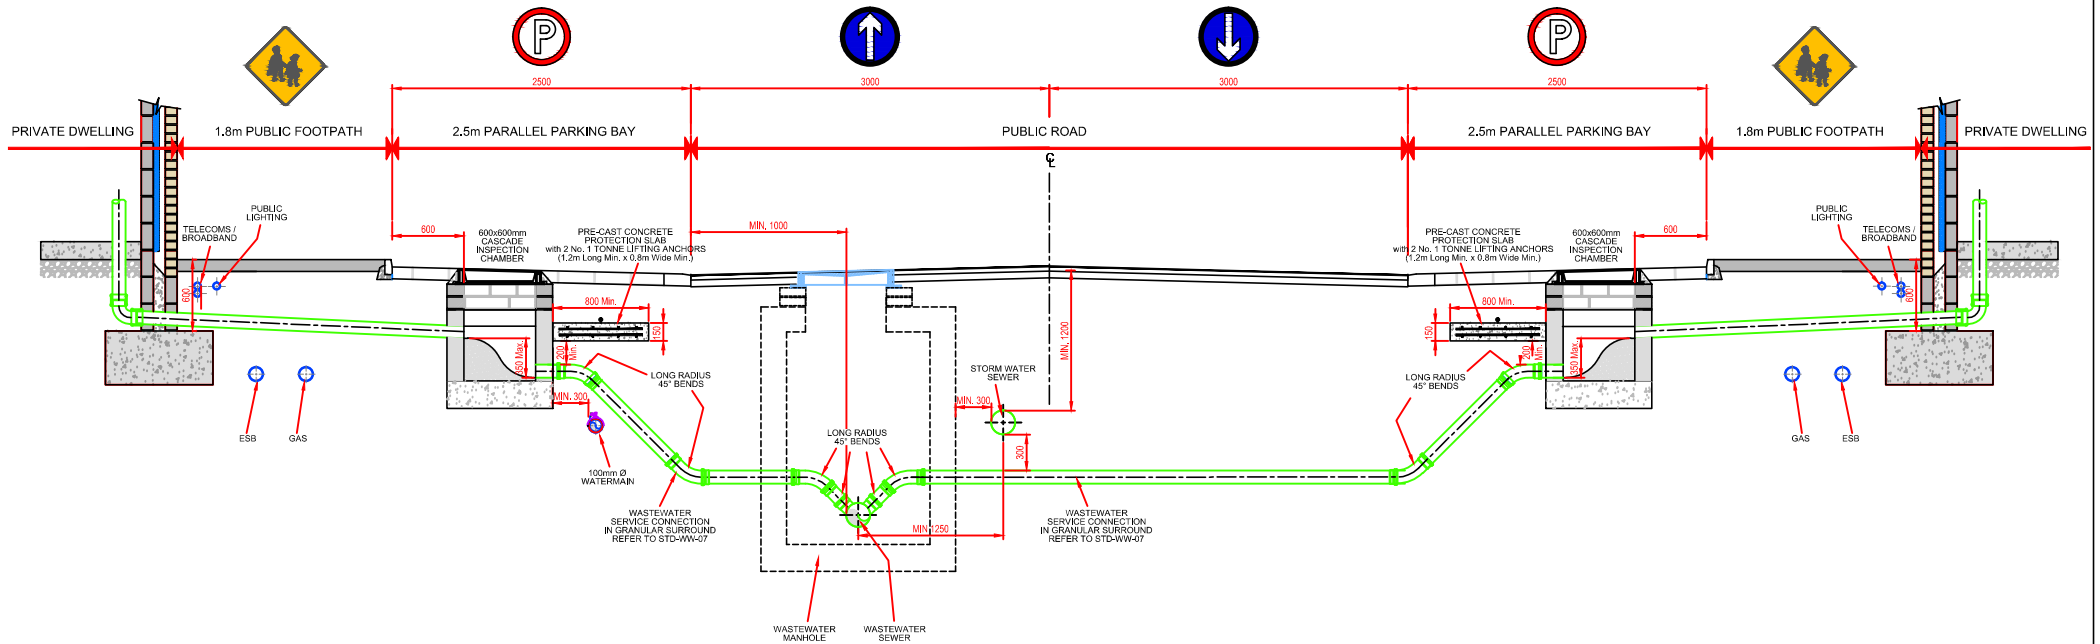 P
P
2500
3000
3000
2500
PRIVATE DWELLING
1.8m PUBLIC FOOTPATH
2.5m PARALLEL PARKING BAY
PUBLIC ROAD
2.5m PARALLEL PARKING BAY
1.8m PUBLIC FOOTPATH
PRIVATE DWELLING
℄
PUBLIC
LIGHTING
TELECOMS /
BROADBAND
600
600
600x600mm
CASCADE
INSPECTION
CHAMBER
PRE-CAST CONCRETE
PROTECTION SLAB
with 2 No. 1 TONNE LIFTING ANCHORS
(1.2m Long Min. x 0.8m Wide Min.)
MIN. 1000
800 Min.
150
200
Min.
350 Max.
MIN. 300
LONG RADIUS
45° BENDS
ESB
GAS
100mm Ø
WATERMAIN
WASTEWATER
SERVICE CONNECTION
IN GRANULAR SURROUND
REFER TO STD-WW-07
LONG RADIUS
45° BENDS
MIN. 1200
STORM WATER
SEWER
MIN. 300
300
MIN 1250
WASTEWATER
MANHOLE
WASTEWATER
SEWER
WASTEWATER
SERVICE CONNECTION
IN GRANULAR SURROUND
REFER TO STD-WW-07
PRE-CAST CONCRETE
PROTECTION SLAB
with 2 No. 1 TONNE LIFTING ANCHORS
(1.2m Long Min. x 0.8m Wide Min.)
600x600mm
CASCADE
INSPECTION
CHAMBER
600
800 Min.
150
200
Min.
350 Max.
LONG RADIUS
45° BENDS
PUBLIC
LIGHTING
TELECOMS /
BROADBAND
600
GAS
ESB